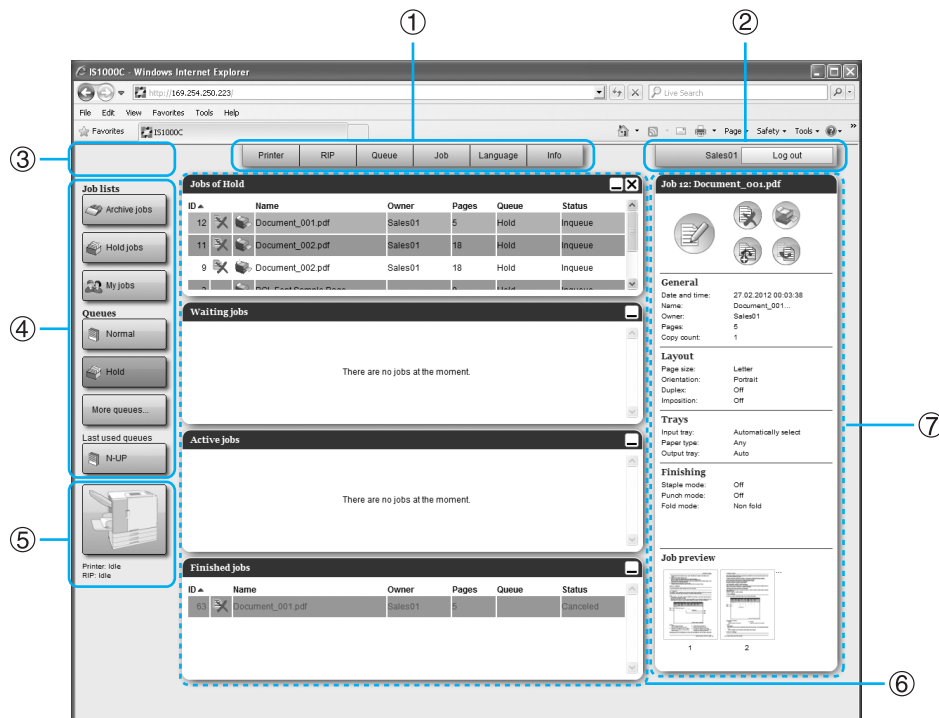 ① ②
IS1000C - Windows Internet Explorer
http://169.254.250.223/
Live Search
File Edit View Favorites Tools Help
Favorites IS1000C Page Safety Tools »
③
Printer RIP Queue Job Language Info
Sales01 Log out
④
Job lists
Archive jobs
Hold jobs
My jobs
Queues
Normal
Hold
More queues...
Last used queues
N-UP
⑤
Printer: Idle
RIP: Idle
Jobs of Hold
ID Name Owner Pages Queue Status
12 Document_001.pdf Sales01 5 Hold Inqueue
11 Document_002.pdf Sales01 18 Hold Inqueue
9 Document_002.pdf Sales01 18 Hold Inqueue
Waiting jobs
There are no jobs at the moment.
Active jobs
There are no jobs at the moment.
Finished jobs
ID Name Owner Pages Queue Status
63 Document_001.pdf Sales01 5 Canceled
⑥
Job 12: Document_001.pdf
General
Date and time: 27.02.2012 00:03:38
Name: Document_001...
Owner: Sales01
Pages: 5
Copy count: 1
Layout
Page size: Letter
Orientation: Portrait
Duplex: Off
Imposition: Off
Trays
Input tray: Automatically select
Paper type: Any
Output tray: Auto
Finishing
Staple mode: Off
Punch mode: Off
Fold mode: Non fold
Job preview
...
1 2
⑦